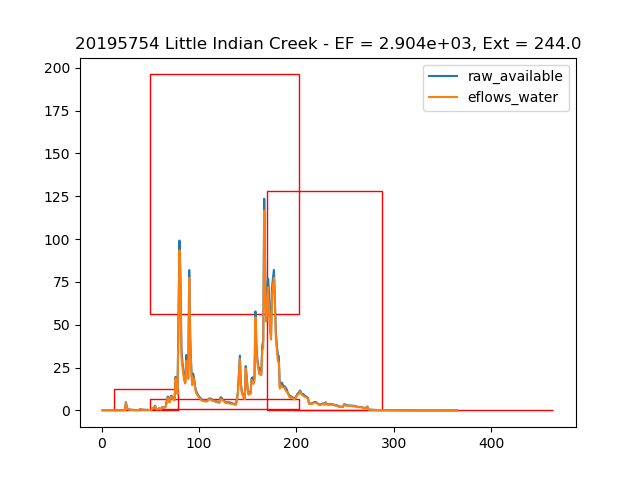 20195754 Little Indian Creek - EF = 2.904e+03, Ext = 244.0
raw_available
eflows_water
200
175
150
125
100
75
50
25
0
0 100 200 300 400